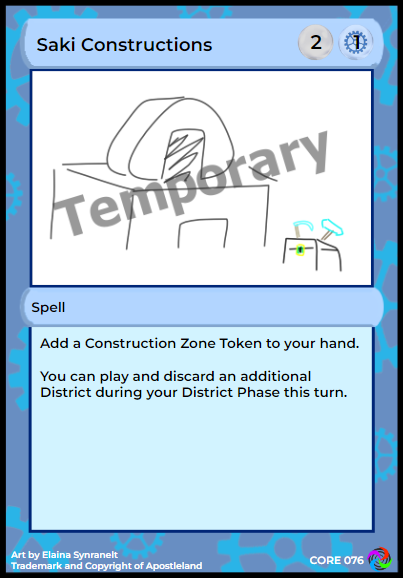 Saki Constructions 2 1
Temporary
Spell
Add a Construction Zone Token to your hand.
You can play and discard an additional
District during your District Phase this turn.
Art by Elaina Synranelt
Trademark and Copyright of Apostleland
CORE 076